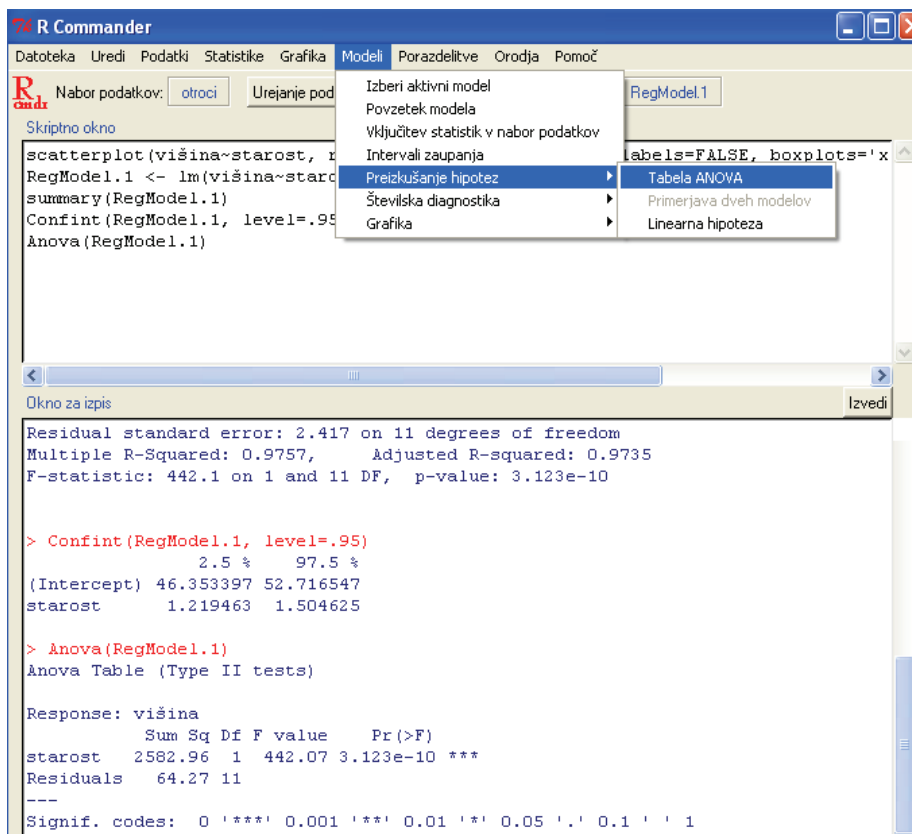 R Commander
Datoteka Uredi Podatki Statistike Grafika Modeli Porazdelitve Orodja Pomoč
R cmdr Nabor podatkov: otroci Urejanje pod RegModel.1
Izberi aktivni model
Povzetek modela
Vključitev statistik v nabor podatkov
Intervali zaupanja
Preizkušanje hipotez
Številska diagnostika
Grafika
Tabela ANOVA
Primerjava dveh modelov
Linearna hipoteza
Skriptno okno
scatterplot(višina~starost, labels=FALSE, boxplots='x
RegModel.1 <- lm(višina~staro
summary(RegModel.1)
Confint(RegModel.1, level=.95
Anova(RegModel.1)
Okno za izpis Izvedi
Residual standard error: 2.417 on 11 degrees of freedom
Multiple R-Squared: 0.9757, Adjusted R-squared: 0.9735
F-statistic: 442.1 on 1 and 11 DF, p-value: 3.123e-10
> Confint(RegModel.1, level=.95)
2.5 % 97.5 %
(Intercept) 46.353397 52.716547
starost 1.219463 1.504625
> Anova(RegModel.1)
Anova Table (Type II tests)
Response: višina
Sum Sq Df F value Pr(>F)
starost 2582.96 1 442.07 3.123e-10 ***
Residuals 64.27 11
---
Signif. codes: 0 '***' 0.001 '**' 0.01 '*' 0.05 '.' 0.1 ' ' 1